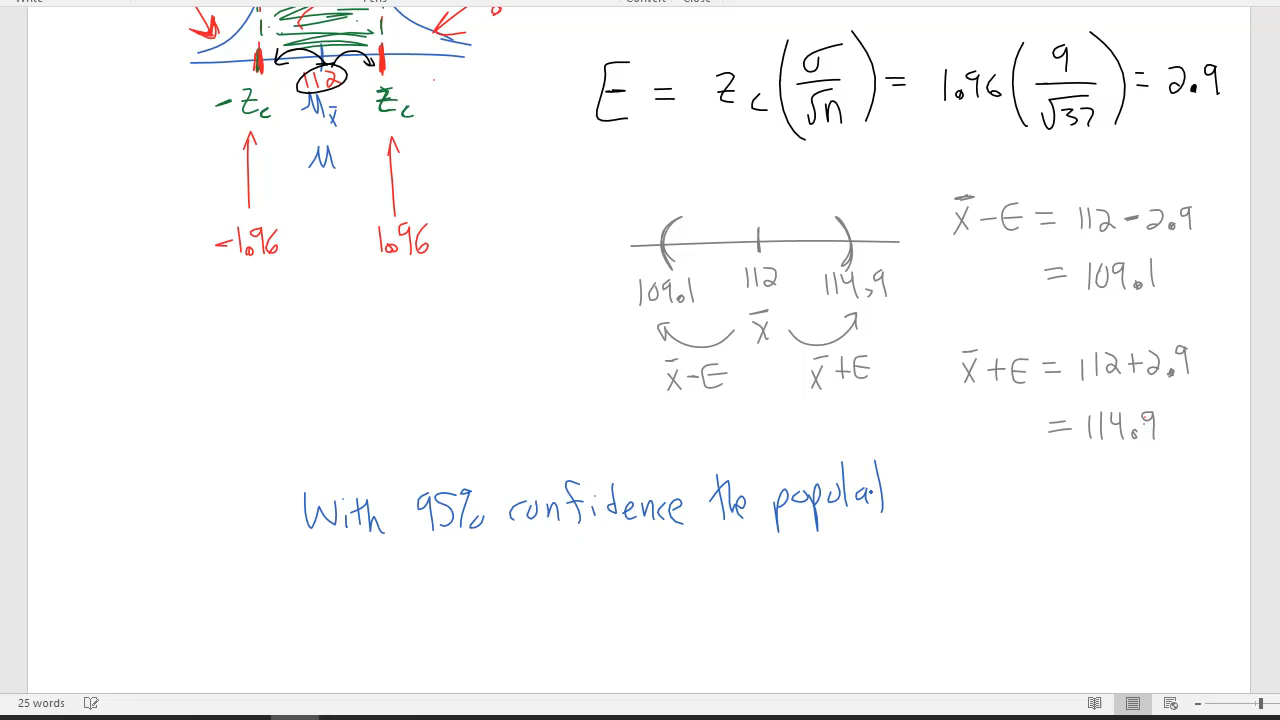 112
-Zc μx̄ Zc
μ
-1.96 1.96
E = Zc(σ/√n) = 1.96(9/√37) = 2.9
109.1 112 114.9
x̄
x̄-E x̄+E
x̄-E = 112-2.9
= 109.1
x̄+E = 112+2.9
= 114.9
With 95% confidence the populat
25 words